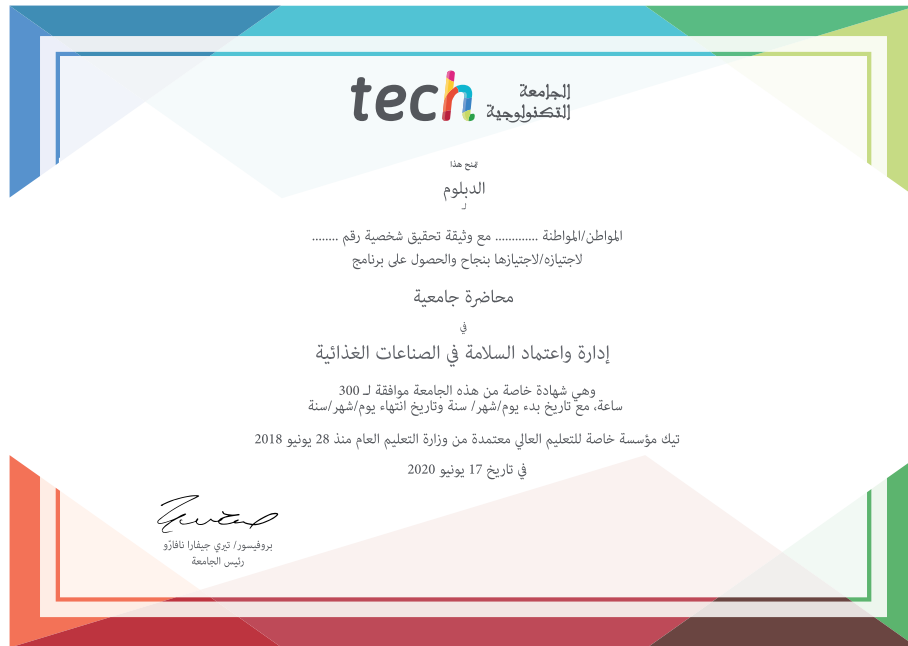 tech الجامعة
التكنولوجية
يمنح هذا
الدبلوم
لـ
المواطن/المواطنة ............. مع وثيقة تحقيق شخصية رقم ........
لاجتيازه/لاجتيازها بنجاح والحصول على برنامج
محاضرة جامعية
في
إدارة واعتماد السلامة في الصناعات الغذائية
وهي شهادة خاصة من هذه الجامعة موافقة لـ 300
ساعة، مع تاريخ بدء يوم/شهر/ سنة وتاريخ انتهاء يوم/شهر/سنة
تيك مؤسسة خاصة للتعليم العالي معتمدة من وزارة التعليم العام منذ 28 يونيو 2018
في تاريخ 17 يونيو 2020
بروفيسور/ تيري جيفارا نافارّو
رئيس الجامعة